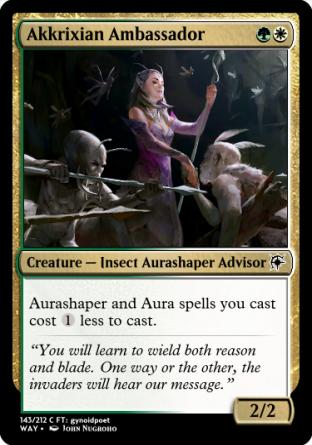 Akkrixian Ambassador
Creature — Insect Aurashaper Advisor
Aurashaper and Aura spells you cast
cost 1 less to cast.
“You will learn to wield both reason
and blade. One way or the other, the
invaders will hear our message.”
2/2
143/212 C FT: gynoidpoet
WAY • John Nugroho